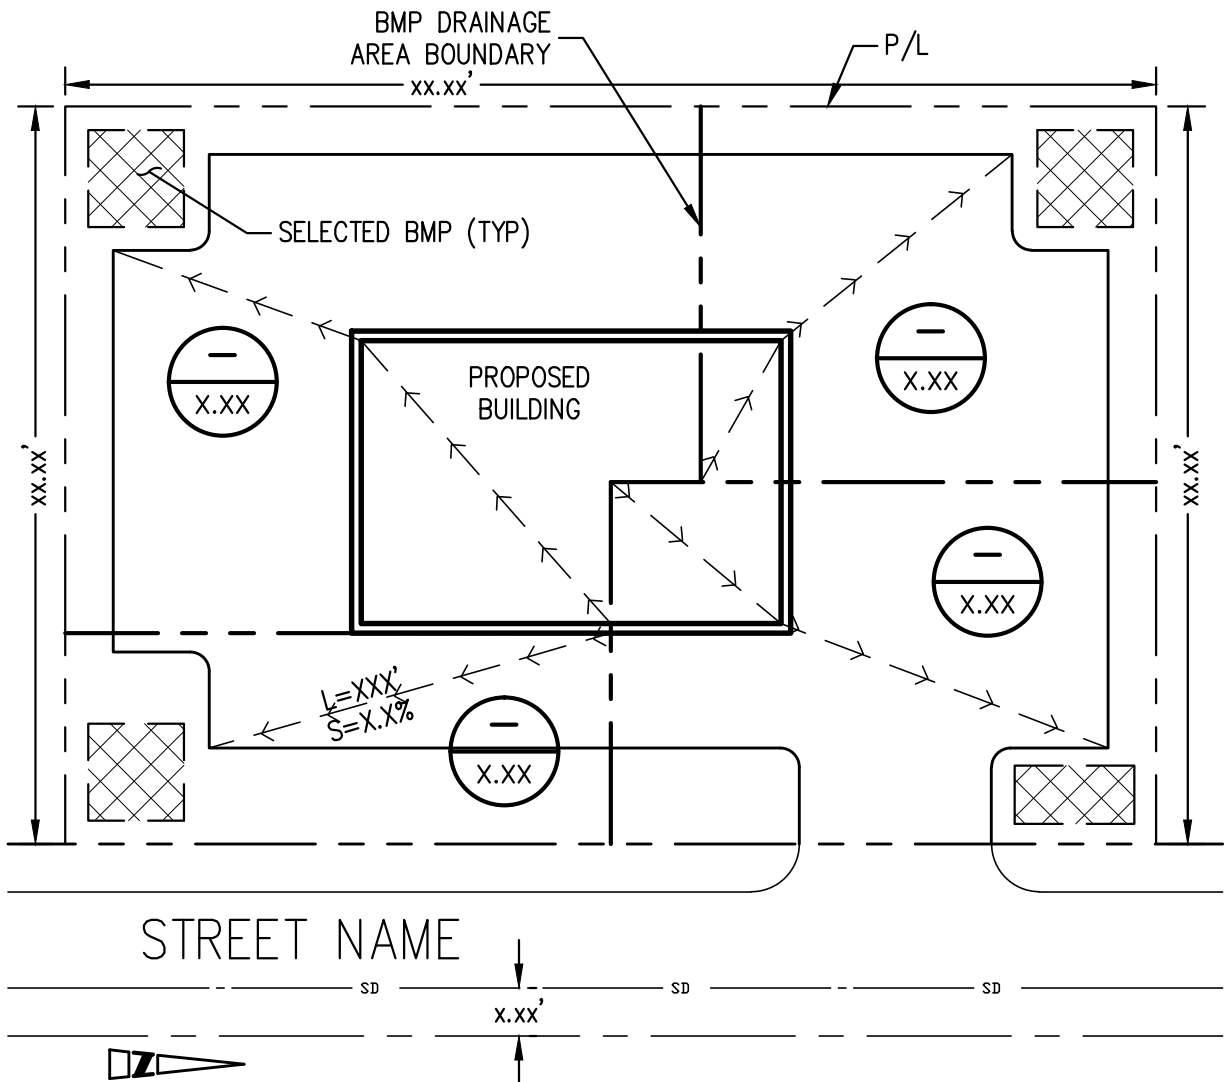 BMP DRAINAGE
AREA BOUNDARY
P/L
xx.xx'
SELECTED BMP (TYP)
PROPOSED
BUILDING
X.XX
X.XX
xx.xx'
xx.xx'
X.XX
L=XXX'
S=X.X%
X.XX
STREET NAME
SD
SD
SD
x.xx'
N